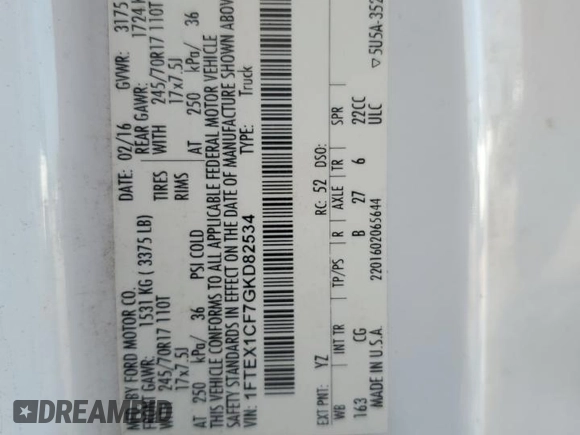 MFD. BY FORD MOTOR CO.
DATE: 02/16 GVWR: 3175
FRONT GAWR: 1531 KG ( 3375 LB) REAR GAWR: 1724 K
WITH 245/70R17 110T TIRES WITH 245/70R17 110T
17x7.5J RIMS 17x7.5J
AT 250 kPa/ 36 PSI COLD AT 250 kPa/ 36
THIS VEHICLE CONFORMS TO ALL APPLICABLE FEDERAL MOTOR VEHICLE
SAFETY STANDARDS IN EFFECT ON THE DATE OF MANUFACTURE SHOWN ABOVE
VIN: 1FTEX1CF7GKD82534 TYPE: Truck
EXT PNT: YZ RC: 52 DSO:
WB INT TR TP/PS R AXLE TR SPR
163 CG B 27 6 22CC
MADE IN U.S.A. 2201602065644 ULC
▽ 5U5A-352
DREAMBID